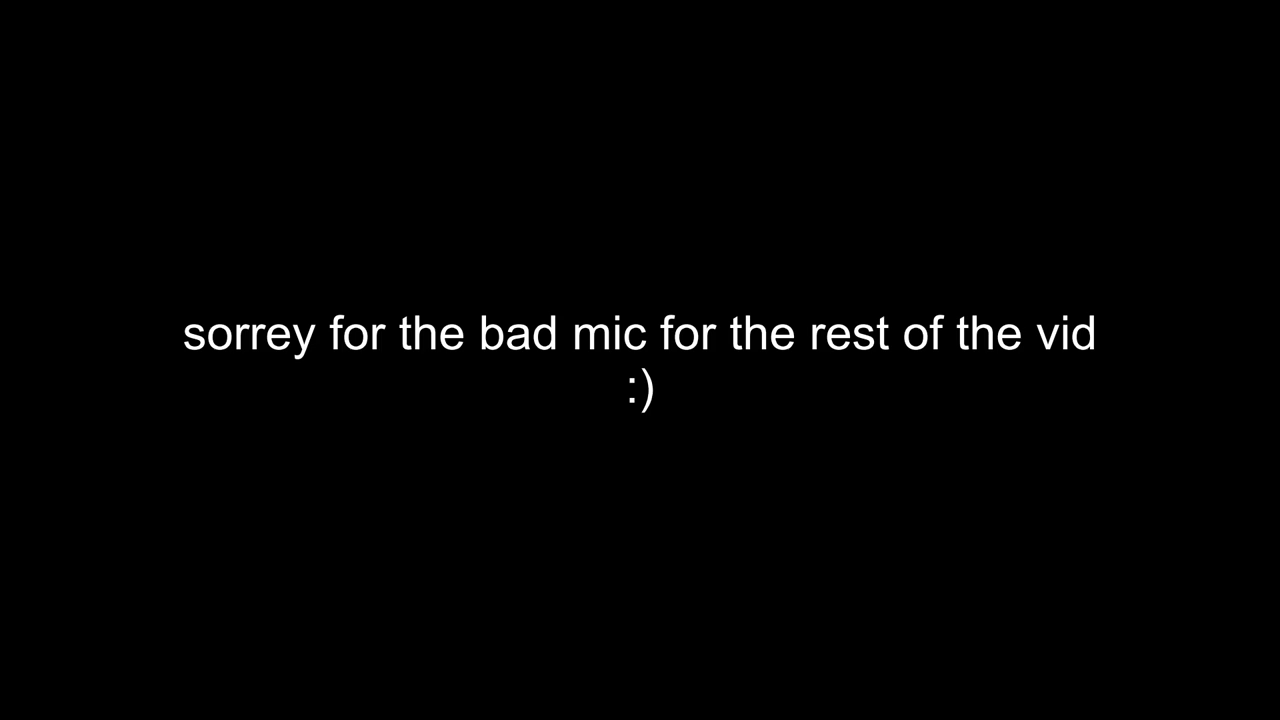 sorrey for the bad mic for the rest of the vid
:)